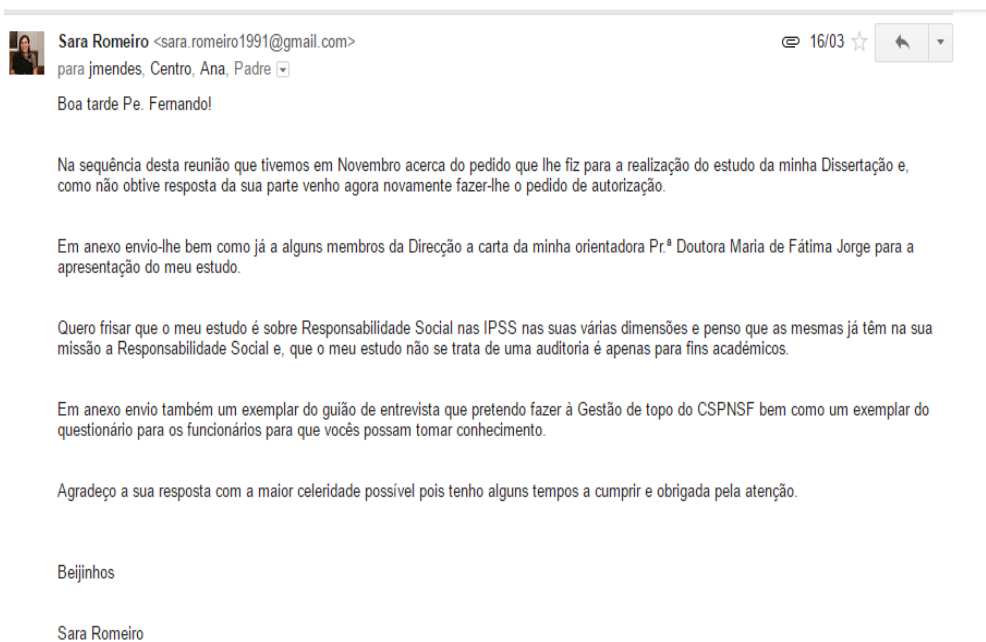 Sara Romeiro <sara.romeiro1991@gmail.com>
16/03
para jmendes, Centro, Ana, Padre
Boa tarde Pe. Fernando!
Na sequência desta reunião que tivemos em Novembro acerca do pedido que lhe fiz para a realização do estudo da minha Dissertação e,
como não obtive resposta da sua parte venho agora novamente fazer-lhe o pedido de autorização.
Em anexo envio-lhe bem como já a alguns membros da Direcção a carta da minha orientadora Pr.ª Doutora Maria de Fátima Jorge para a
apresentação do meu estudo.
Quero frisar que o meu estudo é sobre Responsabilidade Social nas IPSS nas suas várias dimensões e penso que as mesmas já têm na sua
missão a Responsabilidade Social e, que o meu estudo não se trata de uma auditoria é apenas para fins académicos.
Em anexo envio também um exemplar do guião de entrevista que pretendo fazer à Gestão de topo do CSPNSF bem como um exemplar do
questionário para os funcionários para que vocês possam tomar conhecimento.
Agradeço a sua resposta com a maior celeridade possível pois tenho alguns tempos a cumprir e obrigada pela atenção.
Beijinhos
Sara Romeiro